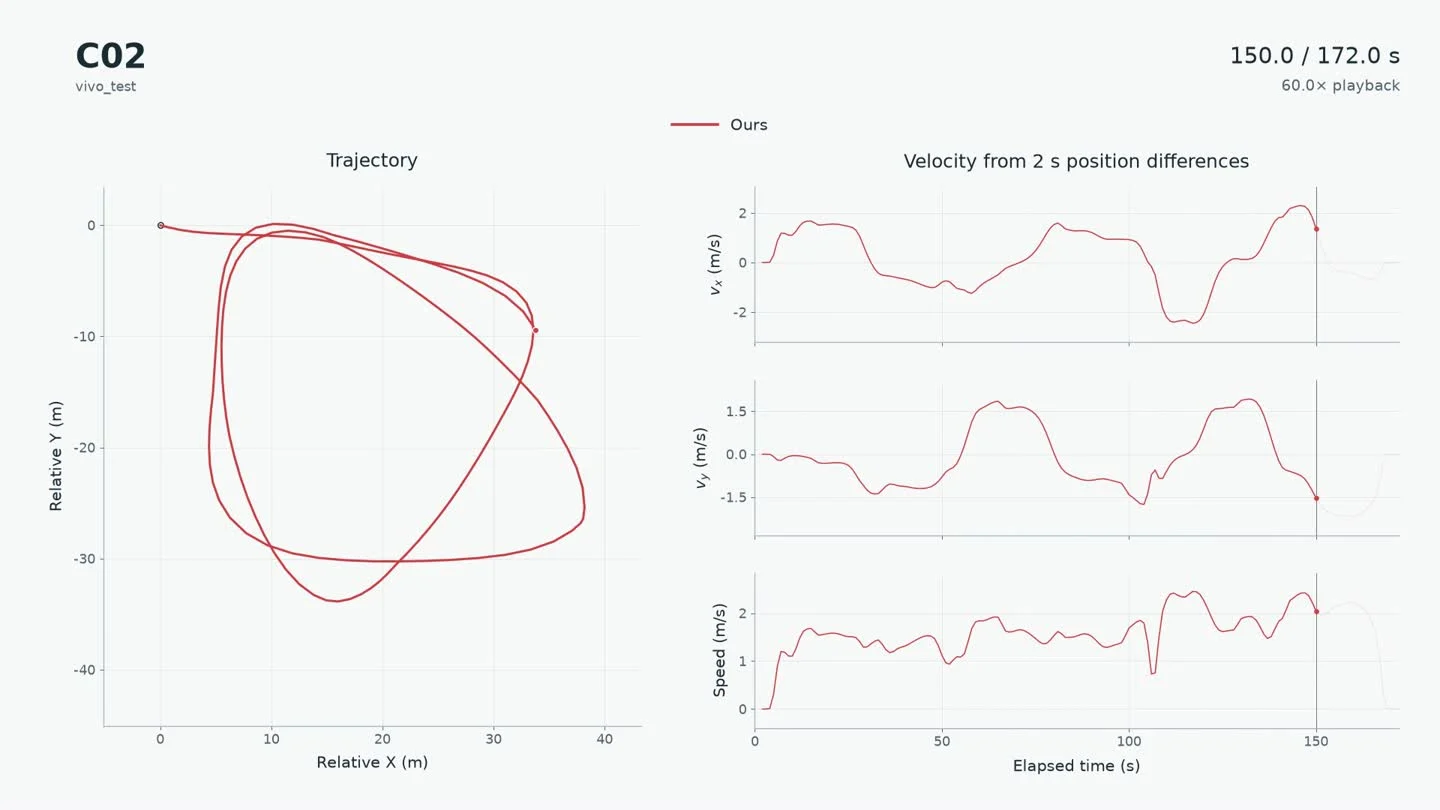 C02
vivo_test
150.0 / 172.0 s
60.0× playback
Ours
Trajectory
0
-10
-20
-30
-40
Relative Y (m)
0 10 20 30 40
Relative X (m)
Velocity from 2 s position differences
2
0
-2
vx (m/s)
1.5
0.0
-1.5
vy (m/s)
2
1
0
Speed (m/s)
0 50 100 150
Elapsed time (s)